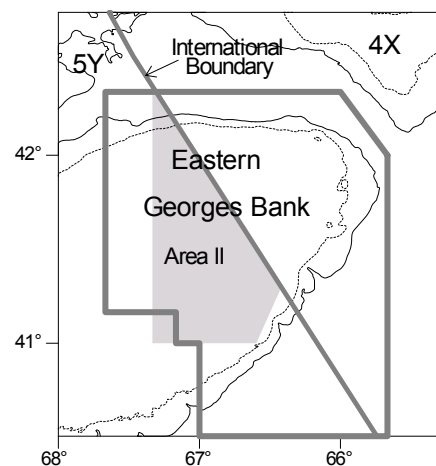 International
Boundary
5Y
4X
42°
Eastern
Georges Bank
Area II
41°
68°
67°
66°